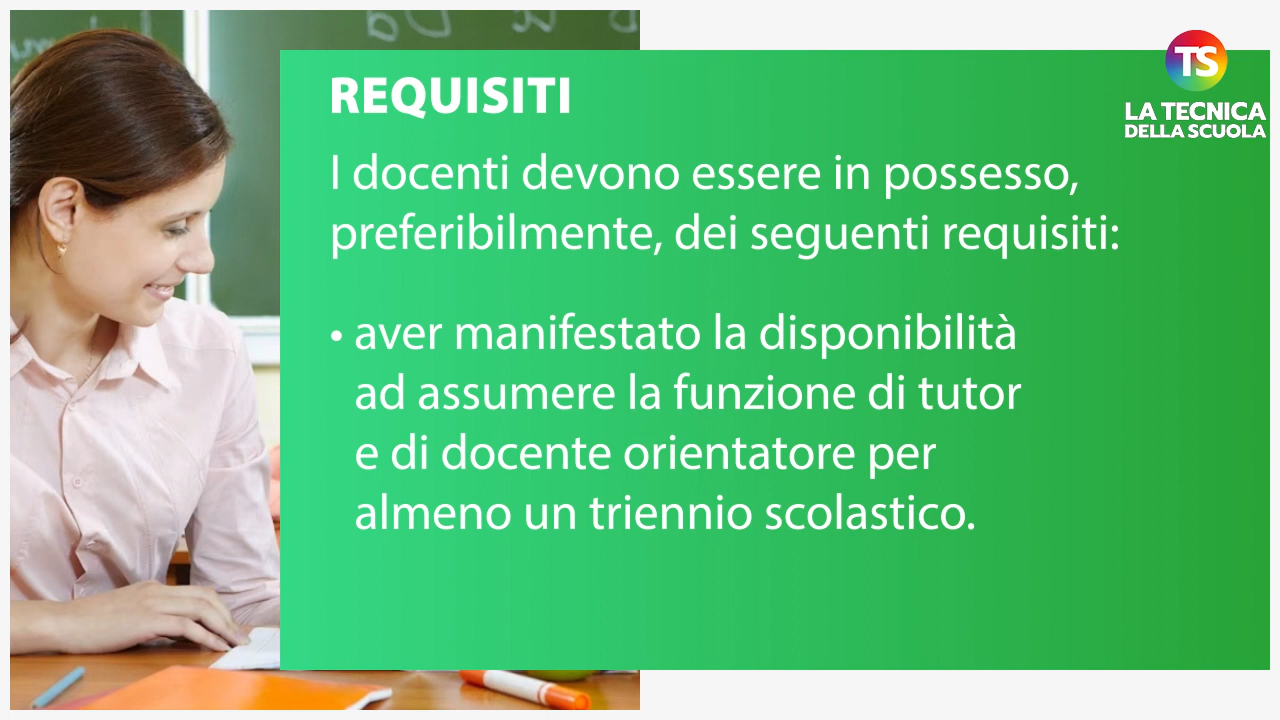 REQUISITI
TS
LA TECNICA
DELLA SCUOLA
I docenti devono essere in possesso,
preferibilmente, dei seguenti requisiti:
• aver manifestato la disponibilità
ad assumere la funzione di tutor
e di docente orientatore per
almeno un triennio scolastico.